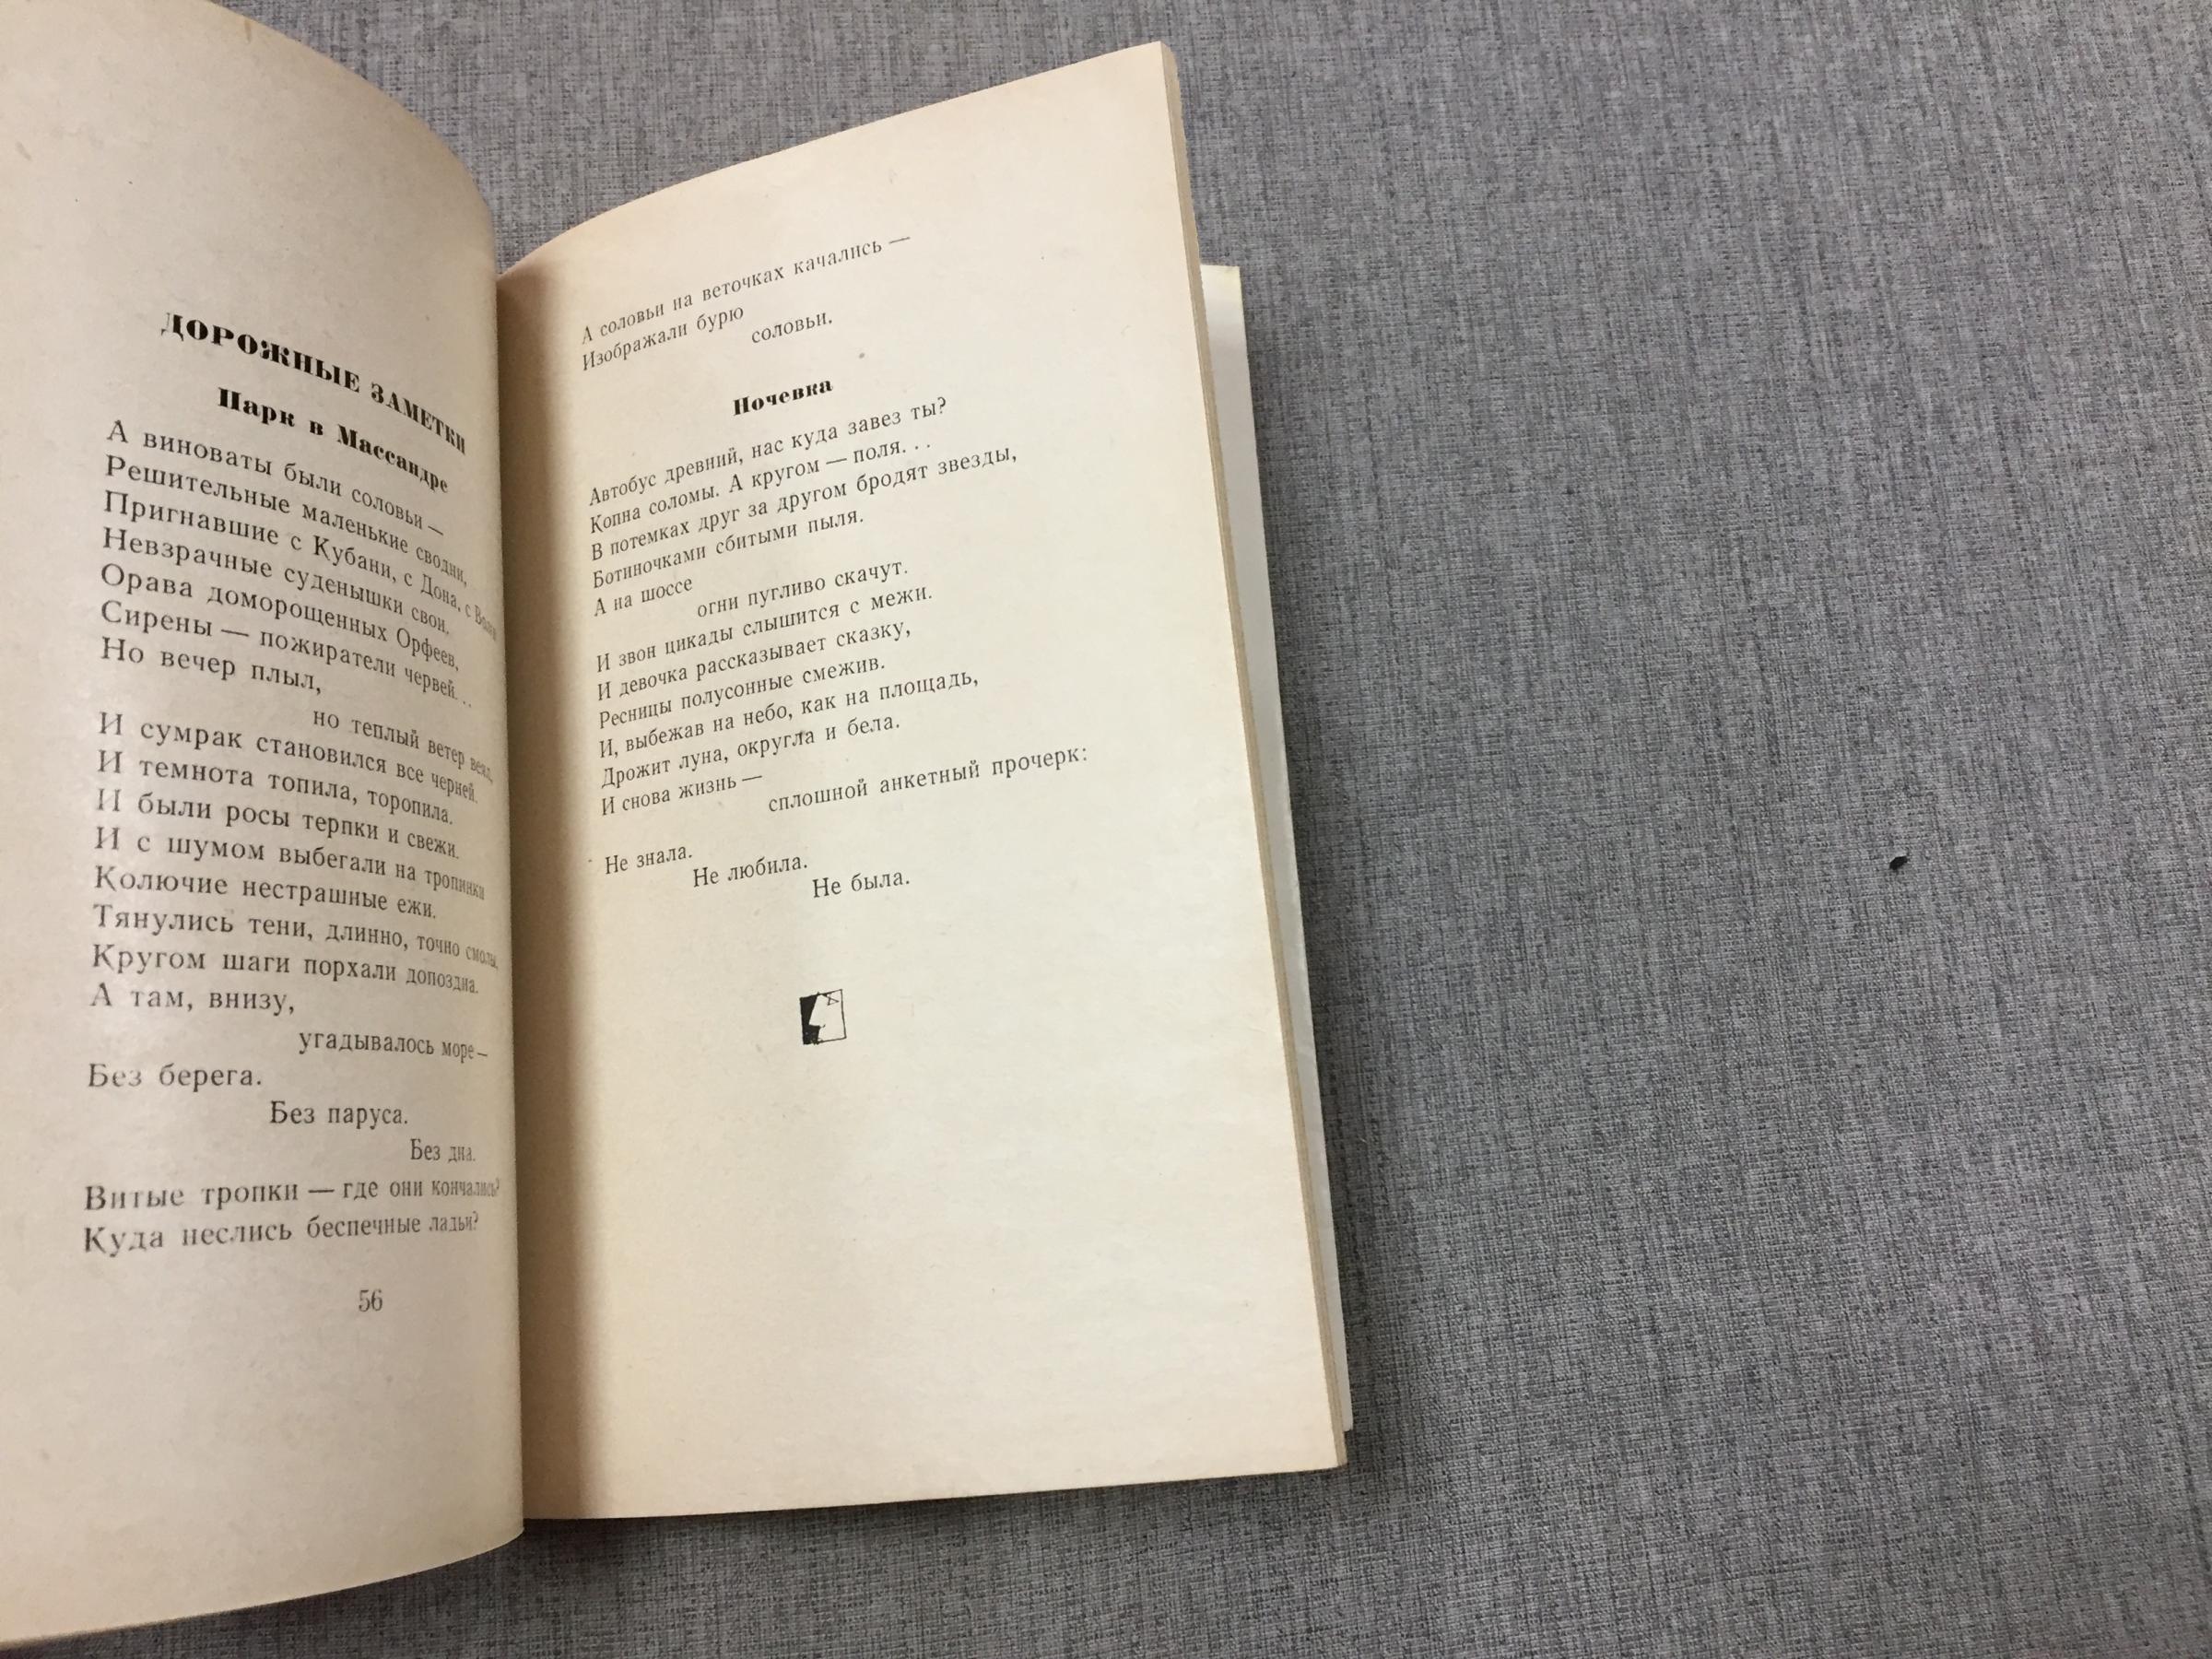 ДОРОЖНЫЕ ЗАМЕТКИ
Парк в Массандре
А виноваты были соловьи —
Решительные маленькие сводни,
Пригнавшие с Кубани, с Дона, с Волги
Невзрачные суденышки свои,
Орава доморощенных Орфеев,
Сирены — пожиратели червей...
Но вечер плыл,
но теплый ветер веял,
И сумрак становился все черней.
И темнота топила, торопила.
И были росы терпки и свежи.
И с шумом выбегали на тропинки
Колючие нестрашные ежи.
Тянулись тени, длинно, точно смолы,
Кругом шаги порхали допоздна.
А там, внизу,
угадывалось море —
Без берега.
Без паруса.
Без дна.
Витые тропки — где они кончались?
Куда неслись беспечные ладьи?
56
А соловьи на веточках качались —
Изображали бурю
соловьи.
Ночевка
Автобус древний, нас куда завез ты?
Копна соломы. А кругом — поля...
В потемках друг за другом бродят звезды,
Ботиночками сбитыми пыля.
А на шоссе
огни пугливо скачут.
И звон цикады слышится с межи.
И девочка рассказывает сказку,
Ресницы полусонные смежив.
И, выбежав на небо, как на площадь,
Дрожит луна, округла и бела.
И снова жизнь —
сплошной анкетный прочерк:
Не знала.
Не любила.
Не была.